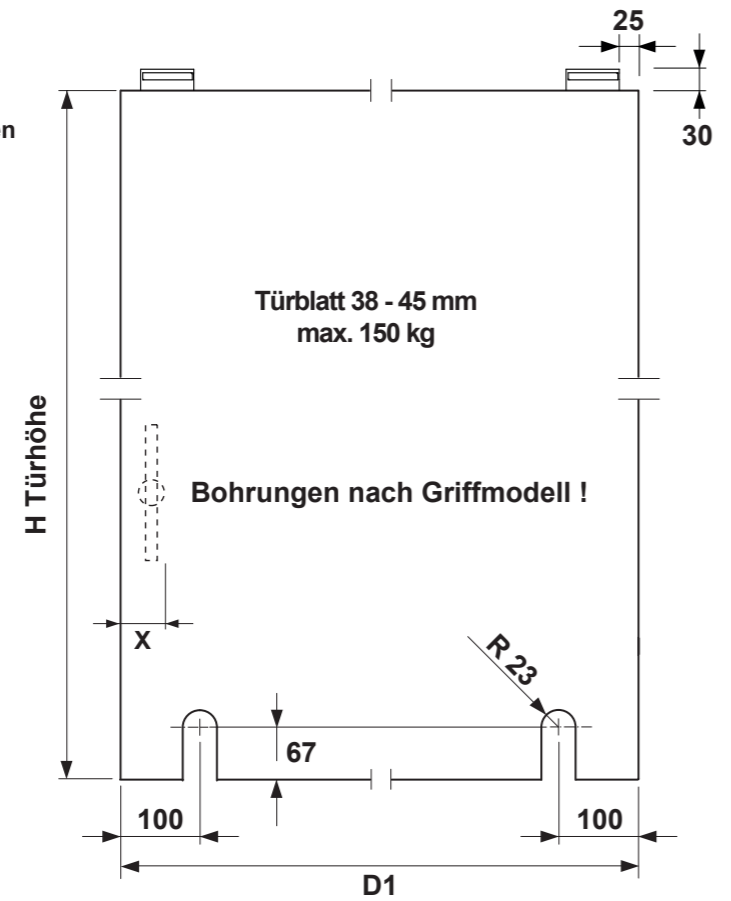 25
30
Türblatt 38 - 45 mm
max. 150 kg
H Türhöhe
Bohrungen nach Griffmodell !
X
R 23
67
100
100
D1